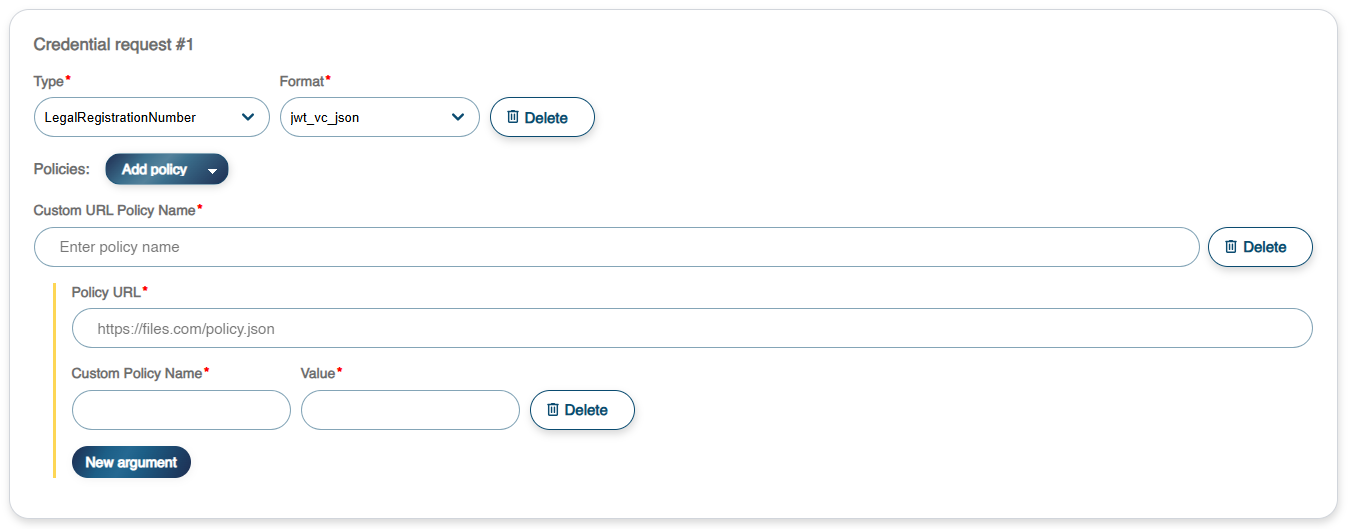 Credential request #1
Type* Format*
LegalRegistrationNumber jwt_vc_json Delete
Policies: Add policy
Custom URL Policy Name*
Enter policy name Delete
Policy URL*
https://files.com/policy.json
Custom Policy Name* Value*
Delete
New argument